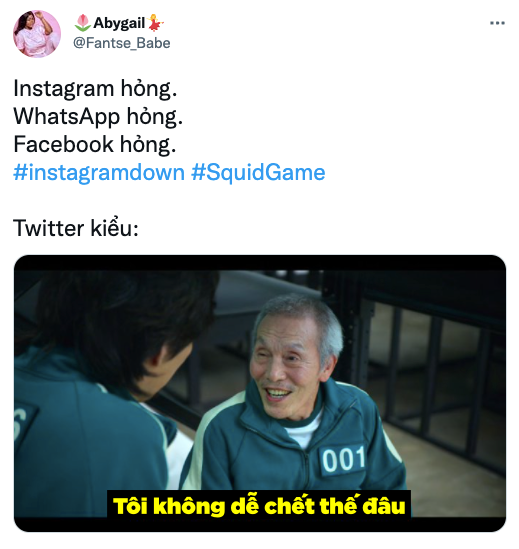 🌷Abygail💃
@Fantse_Babe
Instagram hỏng.
WhatsApp hỏng.
Facebook hỏng.
#instagramdown #SquidGame
Twitter kiểu:
6
001
Tôi không dễ chết thế đâu